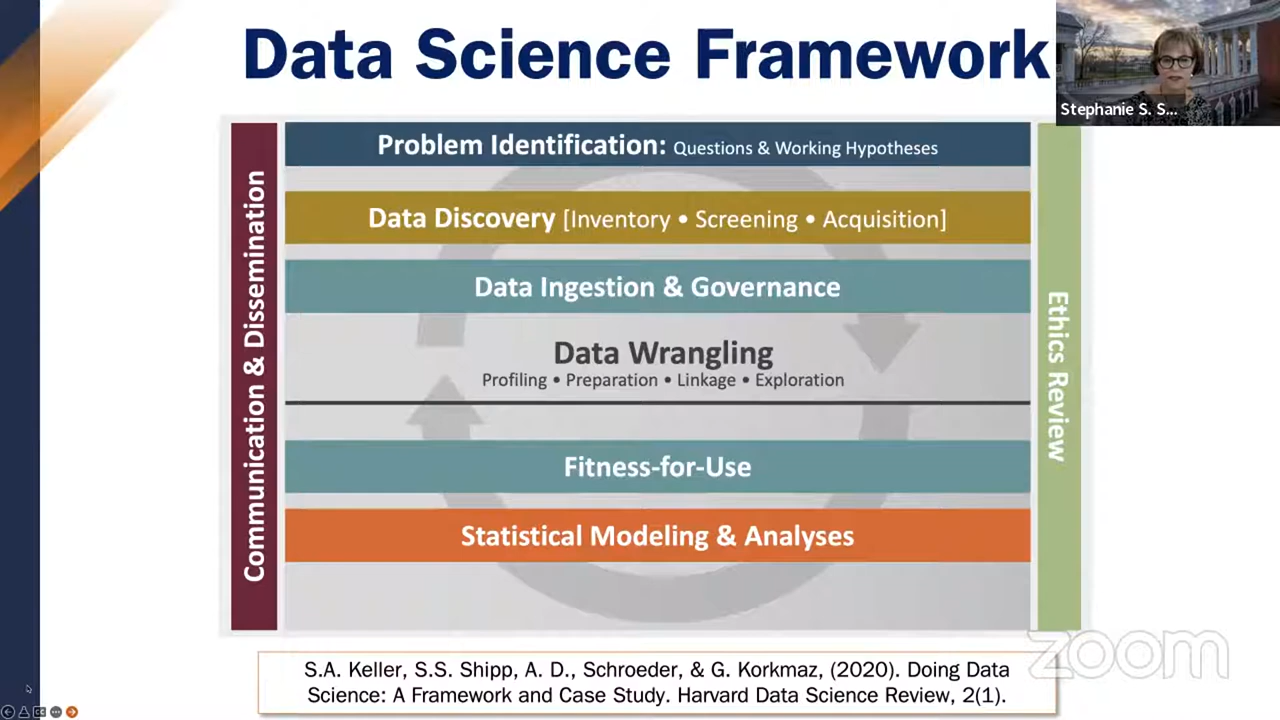 Data Science Framework
Stephanie S. S...
Communication & Dissemination
Problem Identification: Questions & Working Hypotheses
Data Discovery [Inventory • Screening • Acquisition]
Data Ingestion & Governance
Data Wrangling
Profiling • Preparation • Linkage • Exploration
Fitness-for-Use
Statistical Modeling & Analyses
Ethics Review
zoom
S.A. Keller, S.S. Shipp, A. D., Schroeder, & G. Korkmaz, (2020). Doing Data
Science: A Framework and Case Study. Harvard Data Science Review, 2(1).